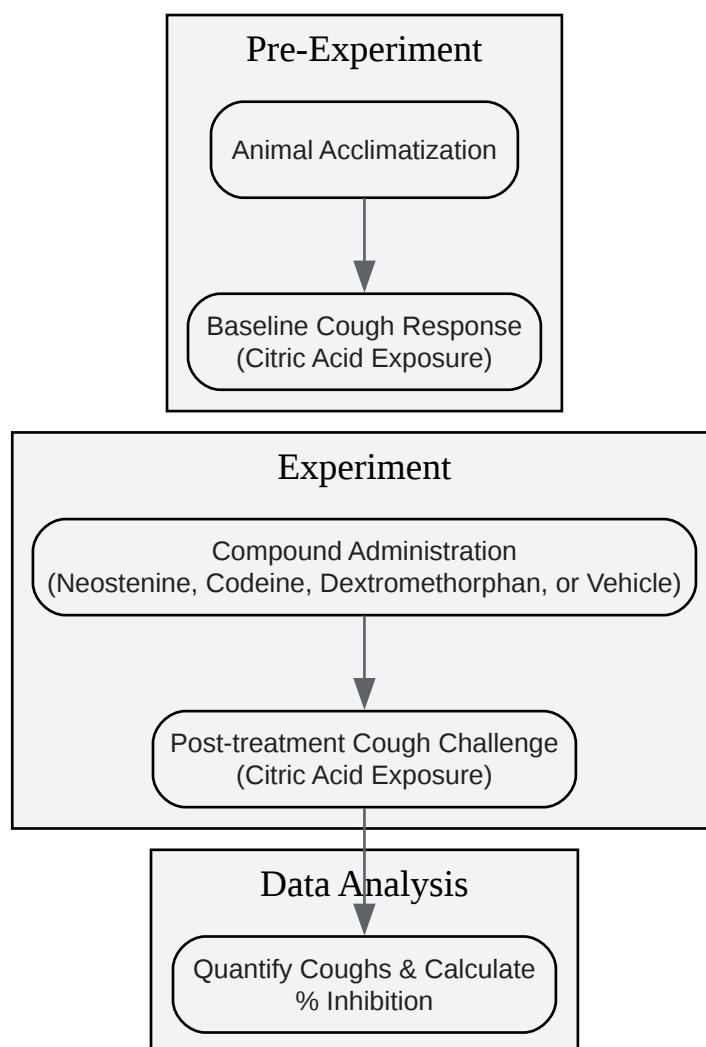 Pre-Experiment
Animal Acclimatization
Baseline Cough Response
(Citric Acid Exposure)
Experiment
Compound Administration
(Neostenine, Codeine, Dextromethorphan, or Vehicle)
Post-treatment Cough Challenge
(Citric Acid Exposure)
Data Analysis
Quantify Coughs & Calculate
% Inhibition